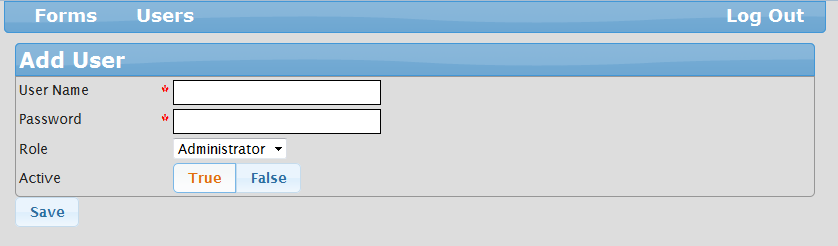 Forms Users Log Out
Add User
User Name *
Password *
Role Administrator
Active True False
Save